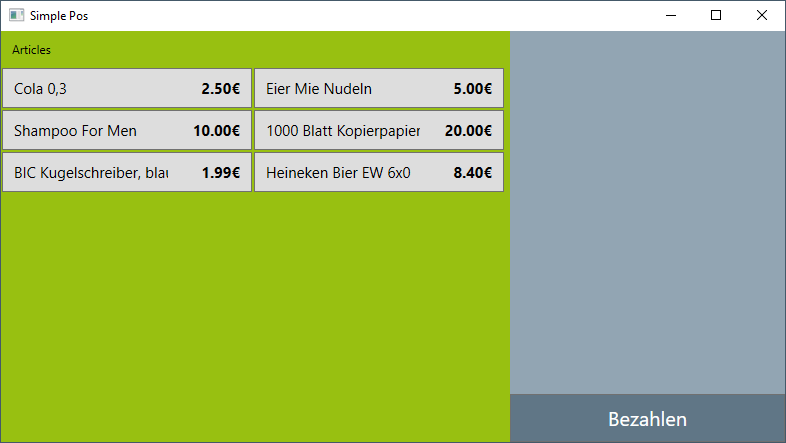 Simple Pos
Articles
Cola 0,3 2.50€ Eier Mie Nudeln 5.00€
Shampoo For Men 10.00€ 1000 Blatt Kopierpapier 20.00€
BIC Kugelschreiber, blau 1.99€ Heineken Bier EW 6x0 8.40€
Bezahlen